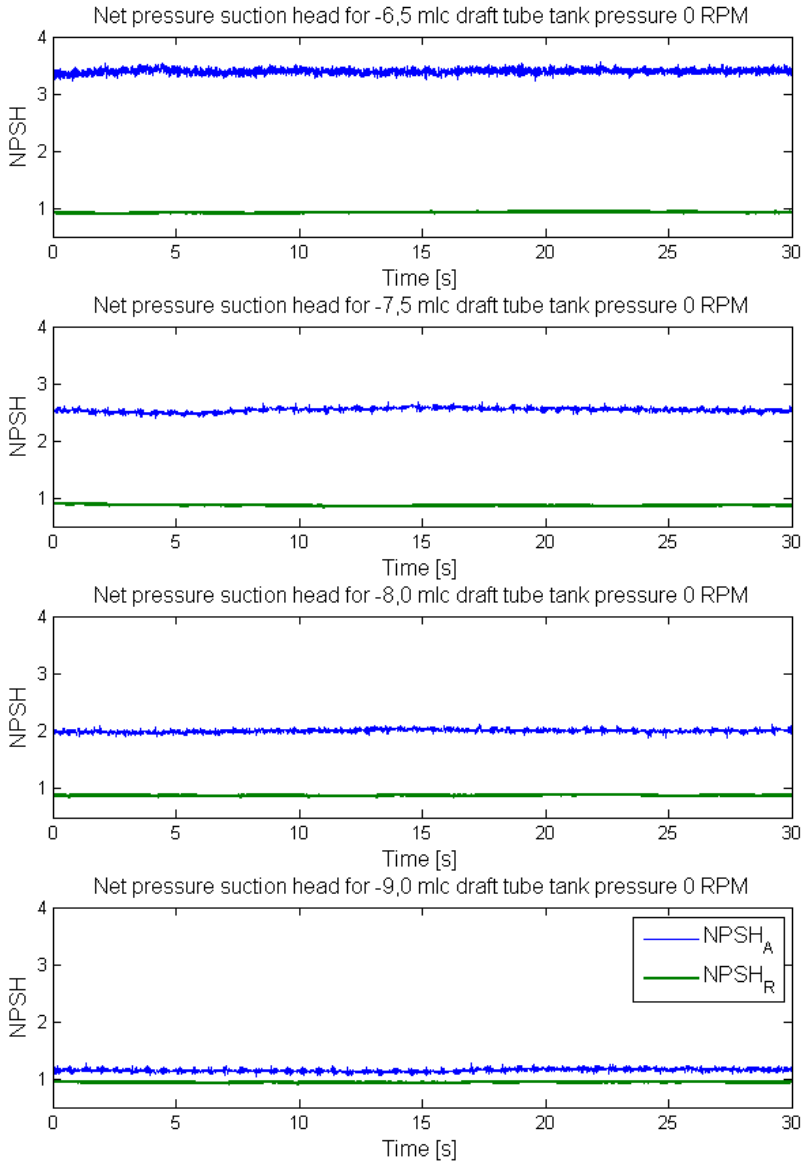 Net pressure suction head for -6,5 mlc draft tube tank pressure 0 RPM
4
3
2
1
NPSH
0 5 10 15 20 25 30
Time [s]
Net pressure suction head for -7,5 mlc draft tube tank pressure 0 RPM
4
3
2
1
NPSH
0 5 10 15 20 25 30
Time [s]
Net pressure suction head for -8,0 mlc draft tube tank pressure 0 RPM
4
3
2
1
NPSH
0 5 10 15 20 25 30
Time [s]
Net pressure suction head for -9,0 mlc draft tube tank pressure 0 RPM
4
3
2
1
NPSH
NPSH_A
NPSH_R
0 5 10 15 20 25 30
Time [s]